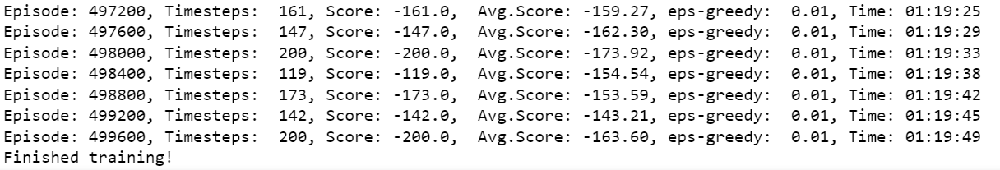 Episode: 497200, Timesteps:  161, Score: -161.0,  Avg.Score: -159.27, eps-greedy:  0.01, Time: 01:19:25
Episode: 497600, Timesteps:  147, Score: -147.0,  Avg.Score: -162.30, eps-greedy:  0.01, Time: 01:19:29
Episode: 498000, Timesteps:  200, Score: -200.0,  Avg.Score: -173.92, eps-greedy:  0.01, Time: 01:19:33
Episode: 498400, Timesteps:  119, Score: -119.0,  Avg.Score: -154.54, eps-greedy:  0.01, Time: 01:19:38
Episode: 498800, Timesteps:  173, Score: -173.0,  Avg.Score: -153.59, eps-greedy:  0.01, Time: 01:19:42
Episode: 499200, Timesteps:  142, Score: -142.0,  Avg.Score: -143.21, eps-greedy:  0.01, Time: 01:19:45
Episode: 499600, Timesteps:  200, Score: -200.0,  Avg.Score: -163.60, eps-greedy:  0.01, Time: 01:19:49
Finished training!